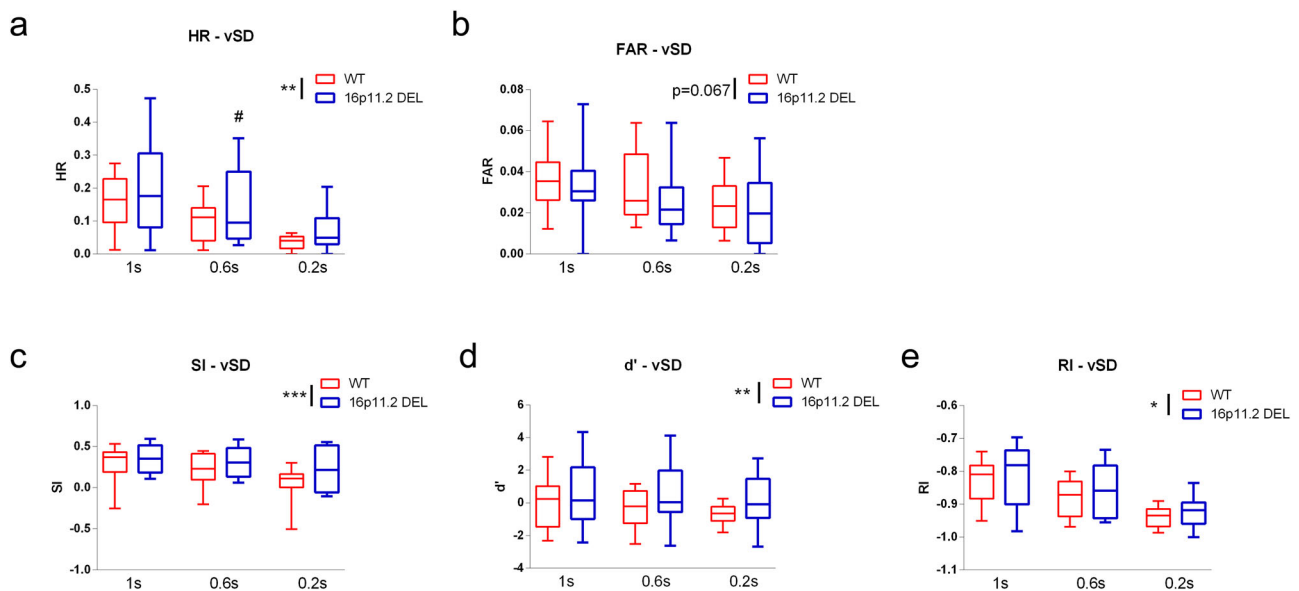 a
HR - vSD
WT
16p11.2 DEL
**
#
HR
0.5
0.4
0.3
0.2
0.1
0.0
1s 0.6s 0.2s
b
FAR - vSD
WT
16p11.2 DEL
p=0.067
FAR
0.08
0.06
0.04
0.02
0.00
1s 0.6s 0.2s
c
SI - vSD
WT
16p11.2 DEL
***
SI
1.0
0.5
0.0
0.5
-1.0
1s 0.6s 0.2s
d
d' - vSD
WT
16p11.2 DEL
**
d'
6
4
2
0
-2
4
1s 0.6s 0.2s
e
RI - vSD
WT
16p11.2 DEL
*
RI
-0.6
-0.7
-0.8
-0.9
-1.0
-1.1
1s 0.6s 0.2s